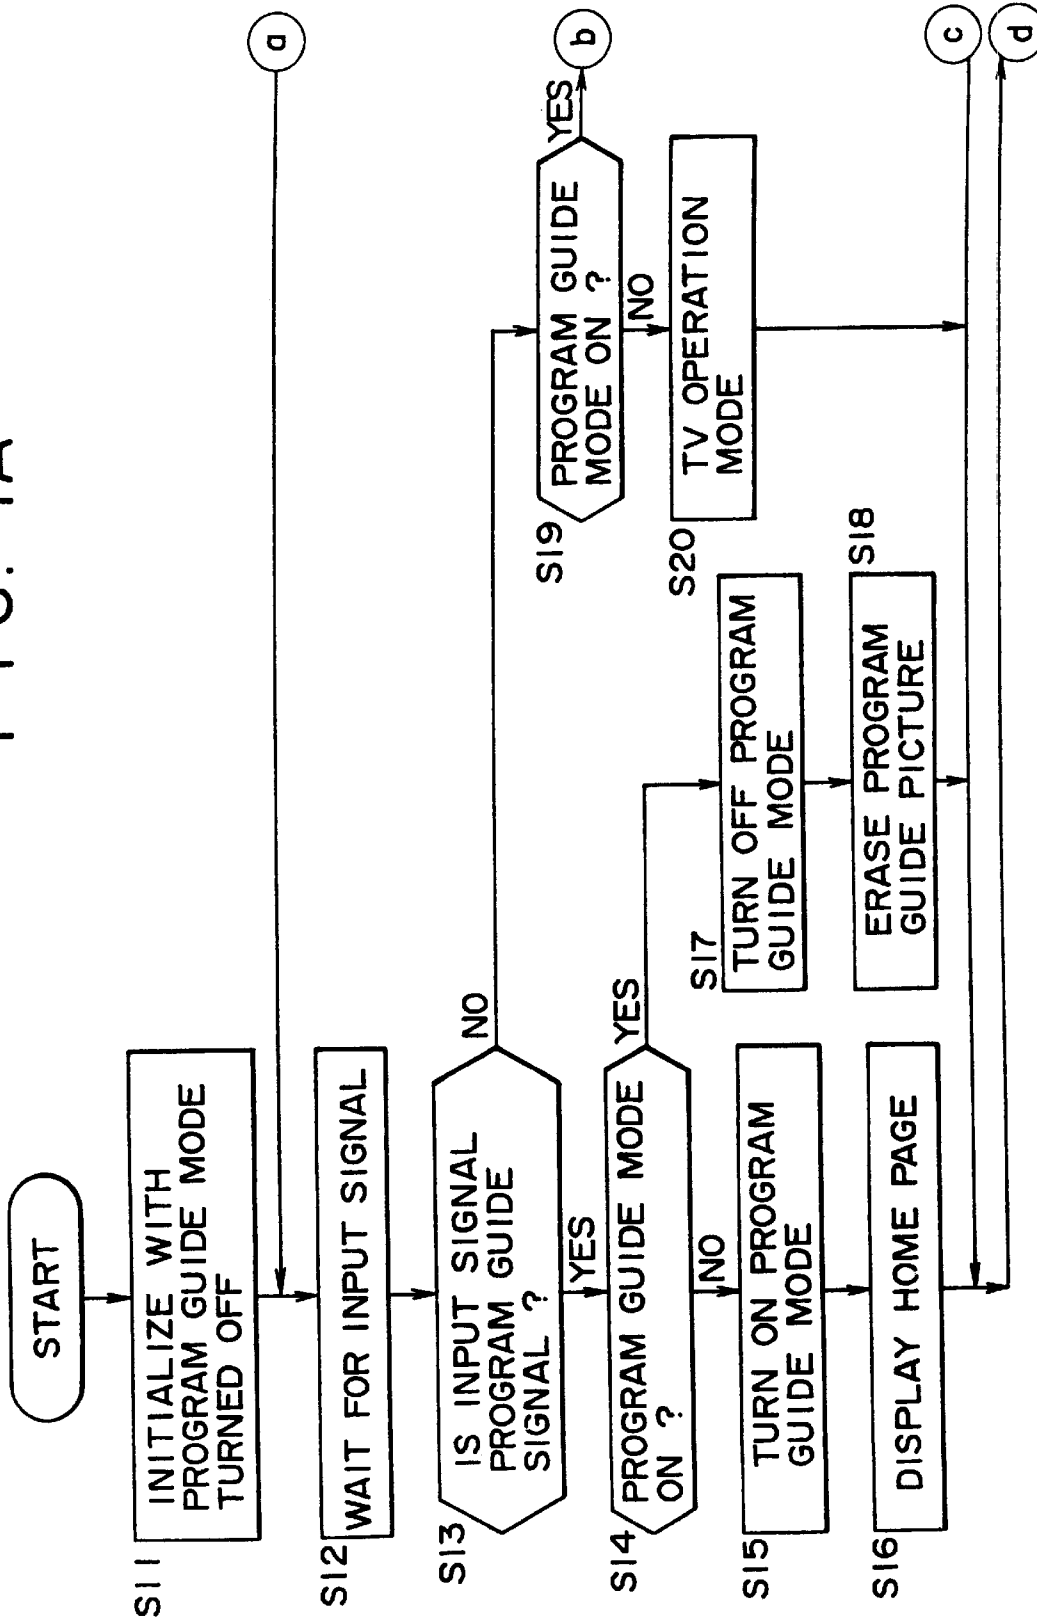 START
S11
INITIALIZE WITH
PROGRAM GUIDE MODE
TURNED OFF
a
S12
WAIT FOR INPUT SIGNAL
S13
IS INPUT SIGNAL
PROGRAM GUIDE
SIGNAL ?
NO
YES
S14
PROGRAM GUIDE MODE
ON ?
YES
NO
S15
TURN ON PROGRAM
GUIDE MODE
S16
DISPLAY HOME PAGE
S17
TURN OFF PROGRAM
GUIDE MODE
S18
ERASE PROGRAM
GUIDE PICTURE
S19
PROGRAM GUIDE
MODE ON ?
YES
b
NO
S20
TV OPERATION
MODE
c
d